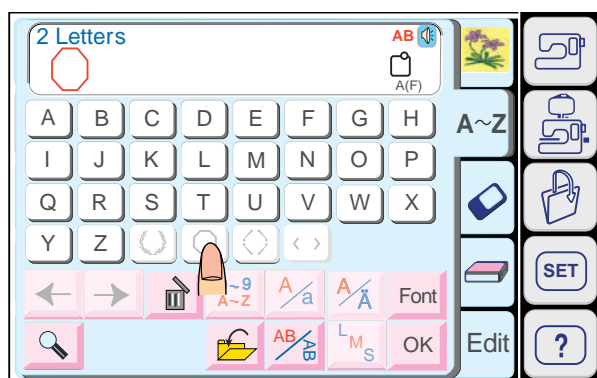 2 Letters AB
A(F)
A B C D E F G H A~Z
I J K L M N O P
Q R S T U V W X
Y Z < >
SET
~9 A~Z A/a A/Ä Font
AB/AB L M S OK Edit ?